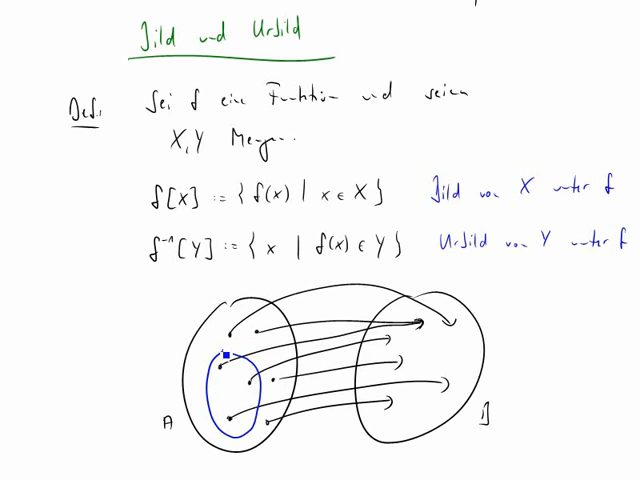 Bild und Urbild
Def.: Sei f eine Funktion und seien
X, Y Mengen.
f[X] := { f(x) | x ∈ X } Bild von X unter f
f⁻¹[Y] := { x | f(x) ∈ Y } Urbild von Y unter f
A B